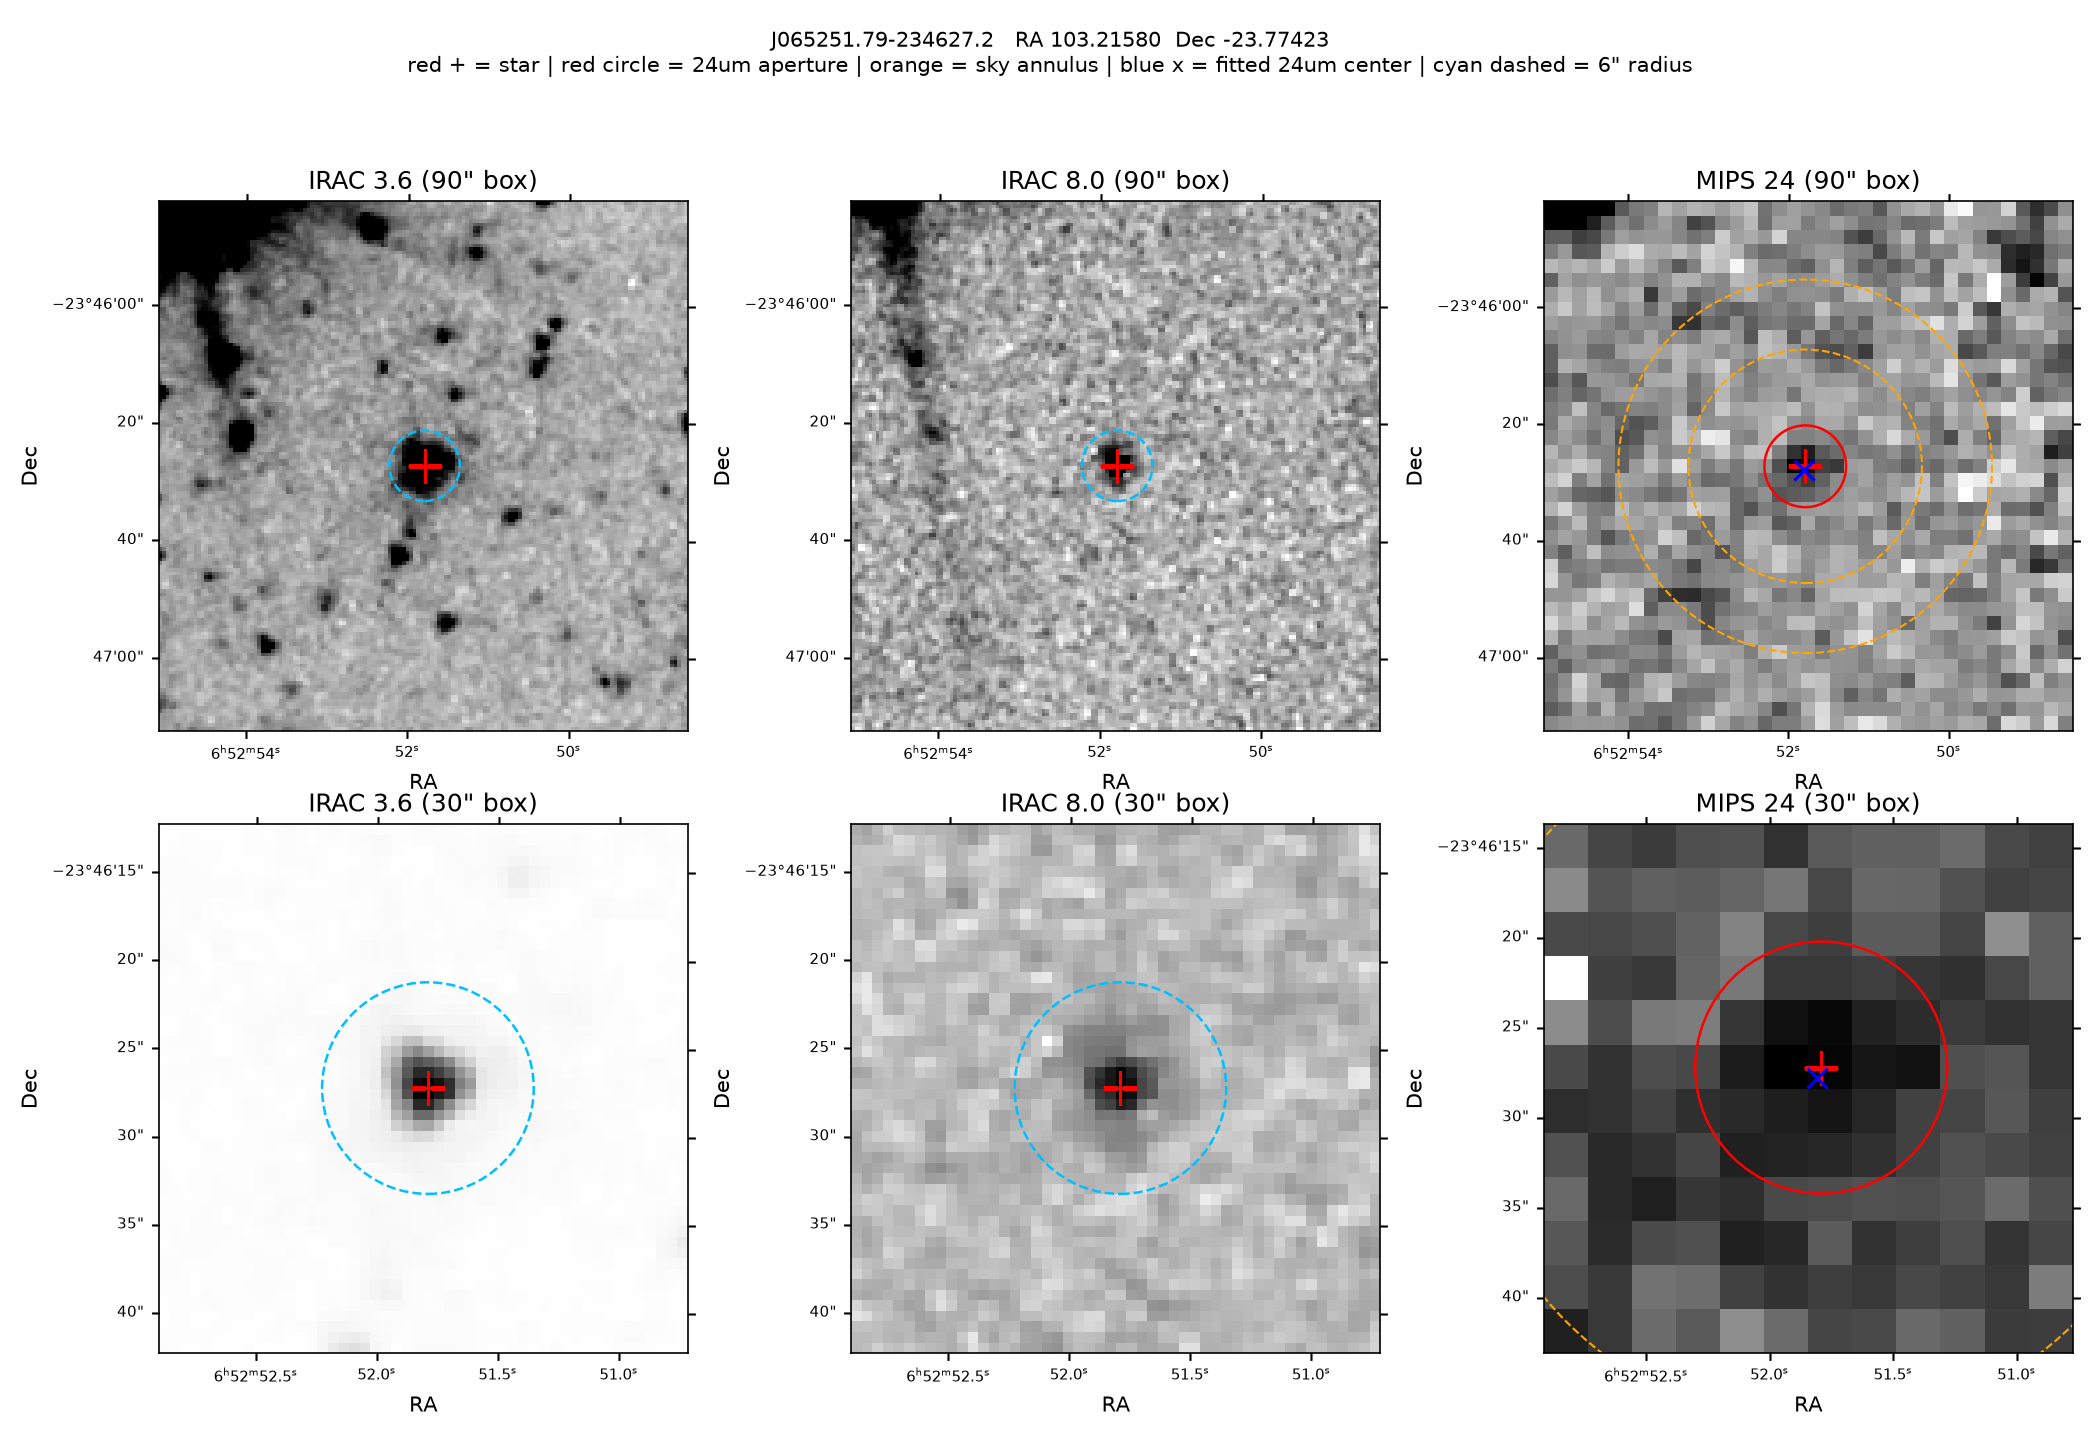 J065251.79-234627.2   RA 103.21580  Dec -23.77423
red + = star | red circle = 24um aperture | orange = sky annulus | blue x = fitted 24um center | cyan dashed = 6" radius
IRAC 3.6 (90" box)
−23°46'00"
20"
40"
47'00"
Dec
6ʰ52ᵐ54ˢ
52ˢ
50ˢ
RA
IRAC 8.0 (90" box)
−23°46'00"
20"
40"
47'00"
Dec
6ʰ52ᵐ54ˢ
52ˢ
50ˢ
RA
MIPS 24 (90" box)
−23°46'00"
20"
40"
47'00"
Dec
6ʰ52ᵐ54ˢ
52ˢ
50ˢ
RA
IRAC 3.6 (30" box)
−23°46'15"
20"
25"
30"
35"
40"
Dec
6ʰ52ᵐ52.5ˢ
52.0ˢ
51.5ˢ
51.0ˢ
RA
IRAC 8.0 (30" box)
−23°46'15"
20"
25"
30"
35"
40"
Dec
6ʰ52ᵐ52.5ˢ
52.0ˢ
51.5ˢ
51.0ˢ
RA
MIPS 24 (30" box)
−23°46'15"
20"
25"
30"
35"
40"
Dec
6ʰ52ᵐ52.5ˢ
52.0ˢ
51.5ˢ
51.0ˢ
RA